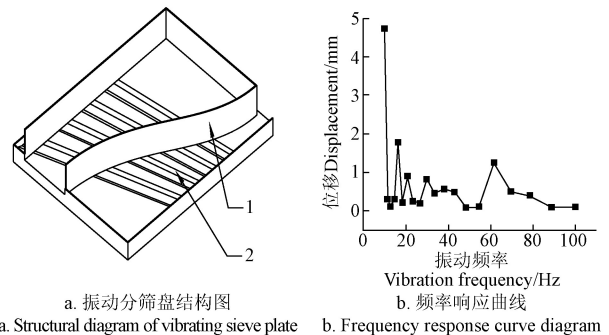 1
2
5
4
3
2
1
0
位移Displacement/mm
0 20 40 60 80 100
振动频率
Vibration frequency/Hz
a. 振动分筛盘结构图
a. Structural diagram of vibrating sieve plate
b. 频率响应曲线
b. Frequency response curve diagram